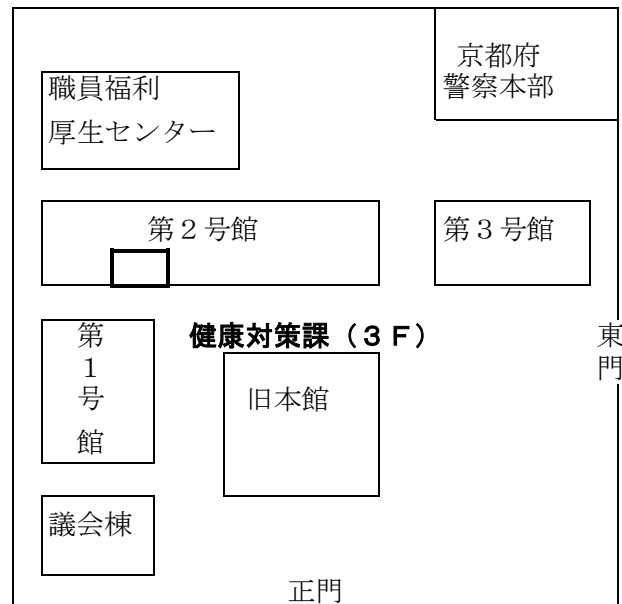 京都府
警察本部
職員福利
厚生センター
第２号館
第３号館
健康対策課（３Ｆ）
第
１
号
館
旧本館
東
門
議会棟
正門